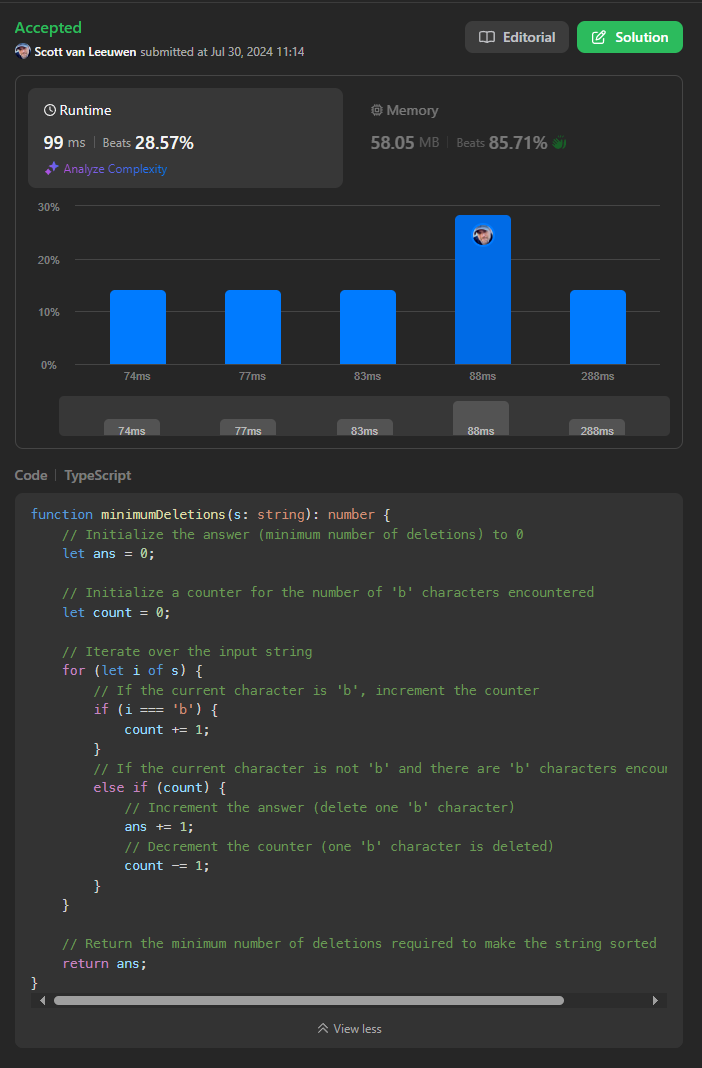 Accepted
Scott van Leeuwen submitted at Jul 30, 2024 11:14
Editorial
Solution
Runtime
99 ms | Beats 28.57%
Analyze Complexity
Memory
58.05 MB | Beats 85.71%
30%
20%
10%
0%
74ms 77ms 83ms 88ms 288ms
74ms 77ms 83ms 88ms 288ms
Code | TypeScript
function minimumDeletions(s: string): number {
    // Initialize the answer (minimum number of deletions) to 0
    let ans = 0;

    // Initialize a counter for the number of 'b' characters encountered
    let count = 0;

    // Iterate over the input string
    for (let i of s) {
        // If the current character is 'b', increment the counter
        if (i === 'b') {
            count += 1;
        }
        // If the current character is not 'b' and there are 'b' characters encou
        else if (count) {
            // Increment the answer (delete one 'b' character)
            ans += 1;
            // Decrement the counter (one 'b' character is deleted)
            count -= 1;
        }
    }

    // Return the minimum number of deletions required to make the string sorted
    return ans;
}
View less